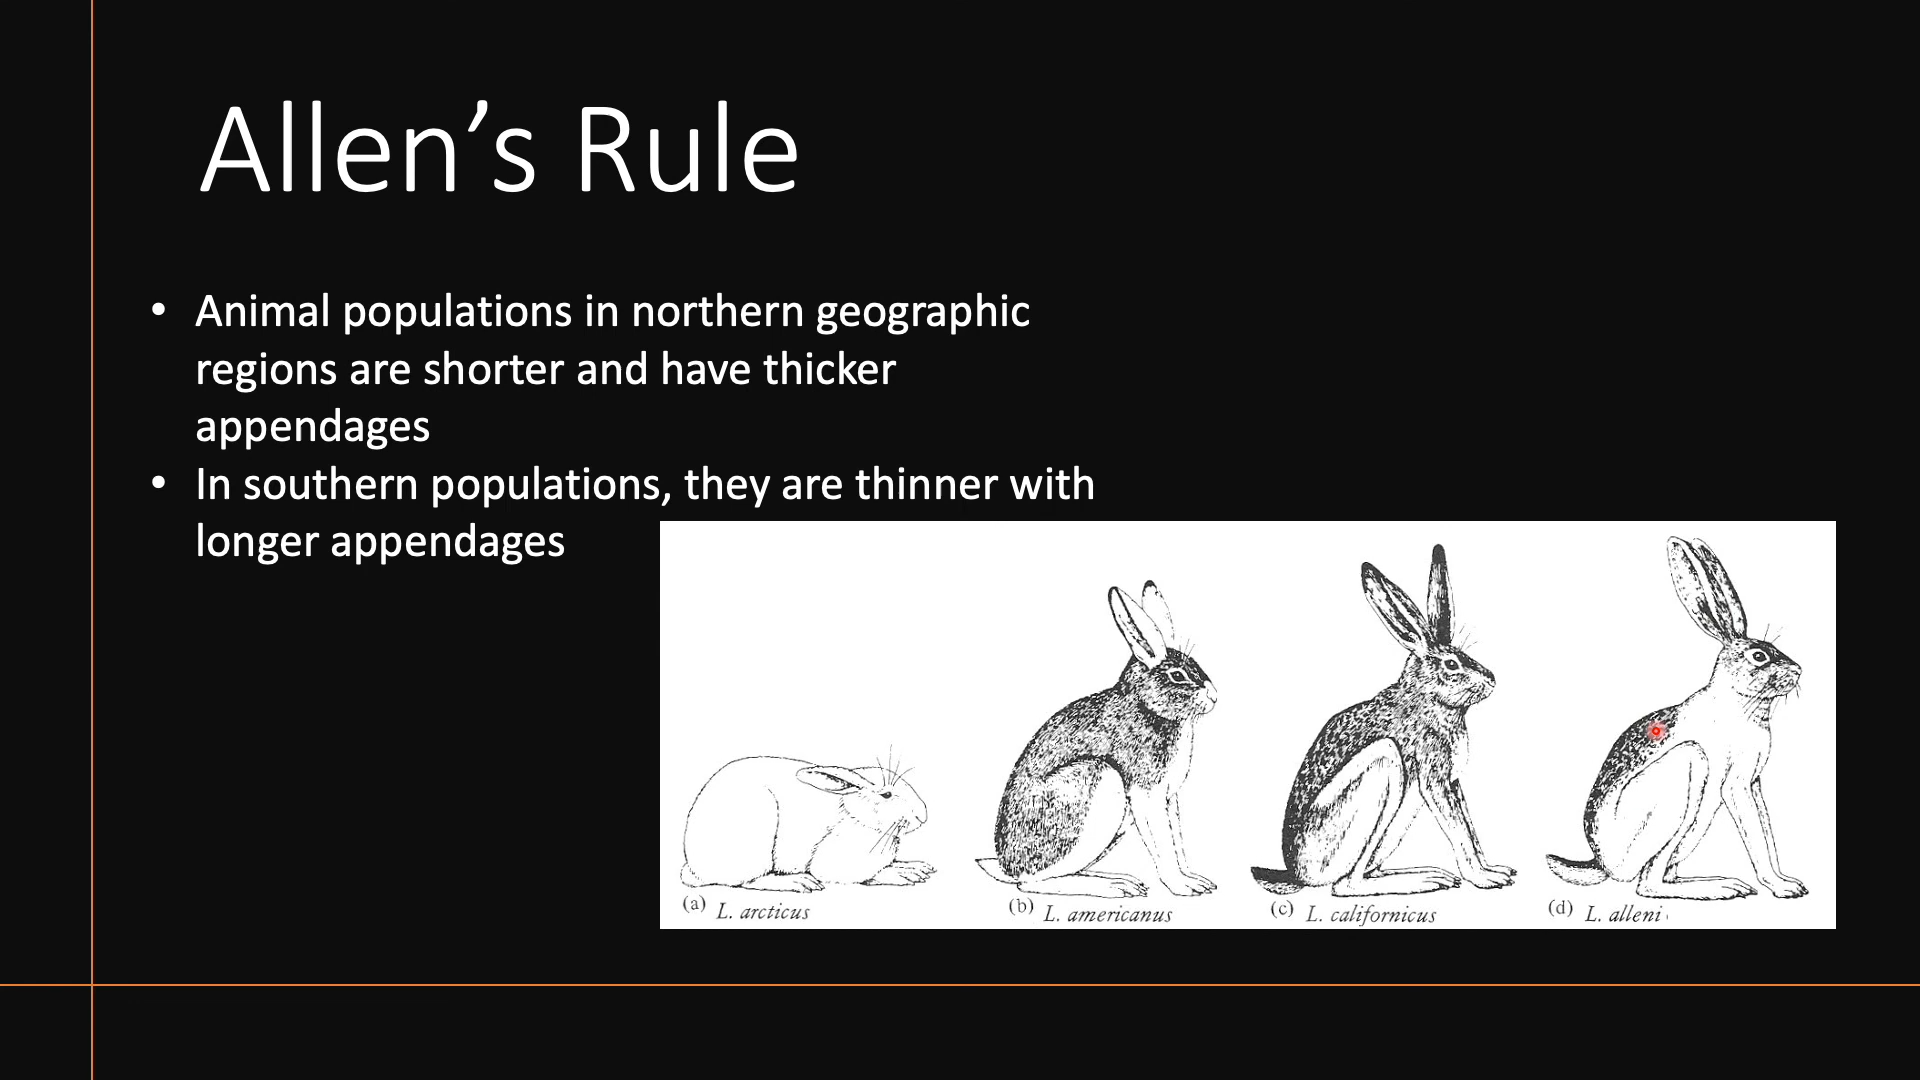 Allen’s Rule
• Animal populations in northern geographic
regions are shorter and have thicker
appendages
• In southern populations, they are thinner with
longer appendages
(a) L. arcticus
(b) L. americanus
(c) L. californicus
(d) L. alleni